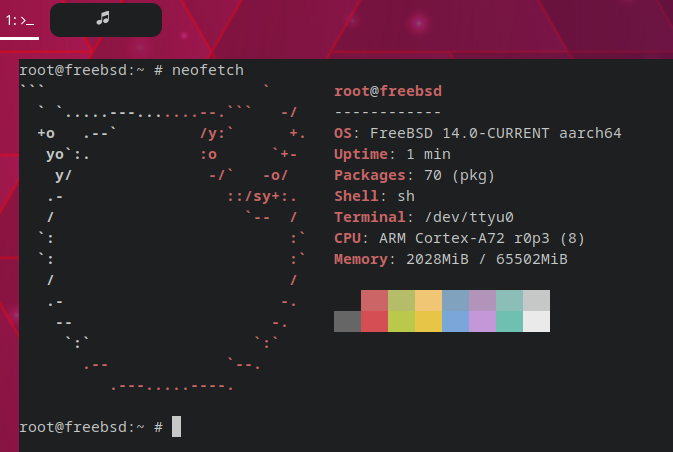 1: >_
root@freebsd:~ # neofetch
```                        `       root@freebsd
  ` `.....---.......--.```   -/    ------------
  +o   .--`         /y:`      +.   OS: FreeBSD 14.0-CURRENT aarch64
   yo`:.            :o      `+-    Uptime: 1 min
    y/               -/`   -o/     Packages: 70 (pkg)
   .-                  ::/sy+:.    Shell: sh
   /                     `--  /    Terminal: /dev/ttyu0
  `:                          :`   CPU: ARM Cortex-A72 r0p3 (8)
  `:                          :`   Memory: 2028MiB / 65502MiB
   /                          /
   .-                        -.
    --                      -.
     `:`                  `:`
       .--             `--.
          .---.....----.
root@freebsd:~ #